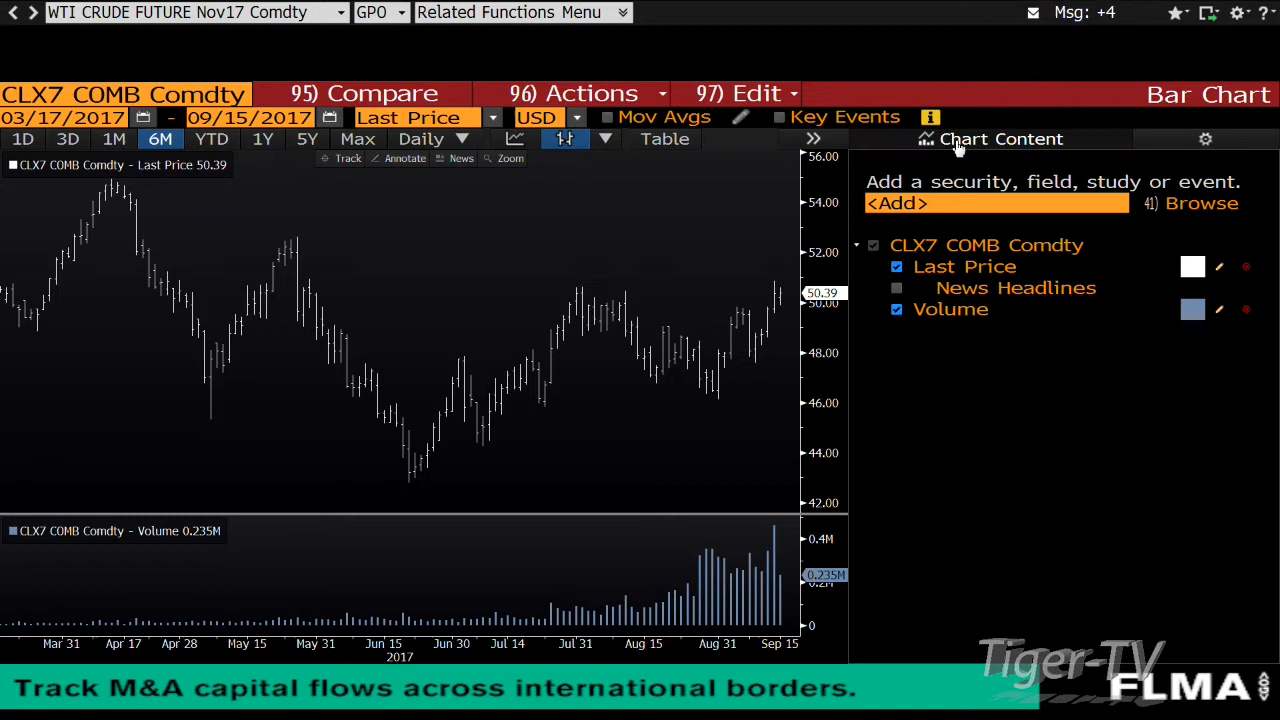 WTI CRUDE FUTURE Nov17 Comdty GPO Related Functions Menu Msg: +4 ?
CLX7 COMB Comdty 95) Compare 96) Actions 97) Edit Bar Chart
03/17/2017 - 09/15/2017 Last Price USD Mov Avgs Key Events i
1D 3D 1M 6M YTD 1Y 5Y Max Daily Table » Chart Content
CLX7 COMB Comdty - Last Price 50.39 Track Annotate News Zoom
Add a security, field, study or event.
<Add> 41) Browse
CLX7 COMB Comdty
Last Price
News Headlines
Volume
56.00
54.00
52.00
50.39
50.00
48.00
46.00
44.00
42.00
CLX7 COMB Comdty - Volume 0.235M
0.4M
0.235M
0.2M
0
Mar 31 Apr 17 Apr 28 May 15 May 31 Jun 15 Jun 30 Jul 14 Jul 31 Aug 15 Aug 31 Sep 15
2017
Tiger-TV
Track M&A capital flows across international borders. FLMA <GO>